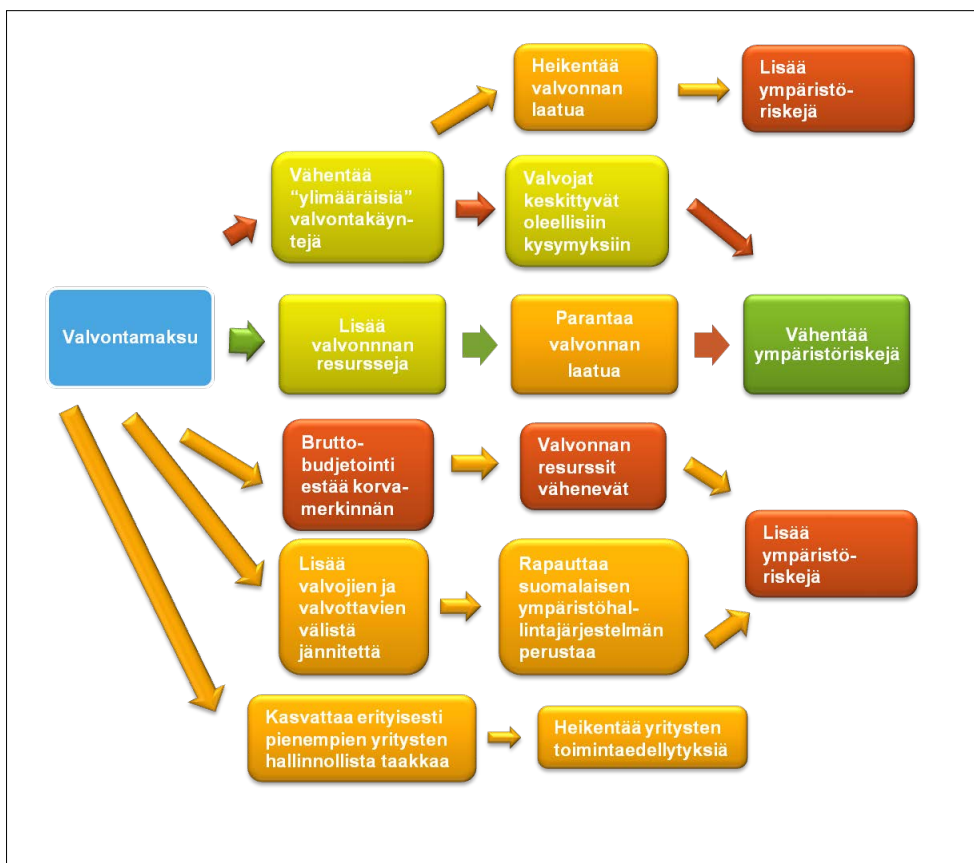 Heikentää
valvonnan
laatua
Lisää
ympäristö-
riskejä
Vähentää
“ylimääräisiä”
valvontakäyn-
tejä
Valvojat
keskittyvät
oleellisiin
kysymyksiin
Valvontamaksu
Lisää
valvonnnan
resursseja
Parantaa
valvonnan
laatua
Vähentää
ympäristöriskejä
Brutto-
budjetointi
estää korva-
merkinnän
Valvonnan
resurssit
vähenevät
Lisää
ympäristö-
riskejä
Lisää
valvojien ja
valvottavien
välistä
jännitettä
Rapauttaa
suomalaisen
ympäristöhal-
lintajärjestelmän
perustaa
Kasvattaa erityisesti
pienempien yritysten
hallinnollista taakkaa
Heikentää yritysten
toimintaedellytyksiä